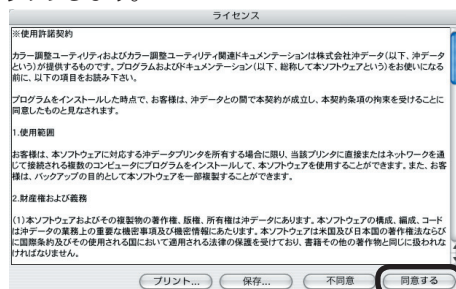 ライセンス
※使用許諾契約
カラー調整ユーティリティおよびカラー調整ユーティリティ関連ドキュメンテーションは株式会社沖データ(以下、沖データ
という)が提供するものです。プログラムおよびドキュメンテーション(以下、総称して本ソフトウェアという)をお使いになる
前に、以下の項目をお読み下さい。
プログラムをインストールした時点で、お客様は、沖データとの間で本契約が成立し、本契約条項の拘束を受けることに
同意したものと見なされます。
1.使用範囲
お客様は、本ソフトウェアに対応する沖データプリンタを所有する場合に限り、当該プリンタに直接またはネットワークを通
じて接続される複数のコンピュータにプログラムをインストールして、本ソフトウェアを使用することができます。また、お客
様は、バックアップの目的として本ソフトウェアを一部複製することができます。
2.財産権および義務
(1)本ソフトウェアおよびその複製物の著作権、版権、所有権は沖データにあります。本ソフトウェアの構成、編成、コード
は沖データの業務上の重要な機密事項及び機密情報にあたります。本ソフトウェアは米国及び日本国の著作権法ならび
に国際条約及びその使用される国において適用される法律の保護を受けており、書籍その他の著作物と同じに扱われな
ければなりません。
プリント... 保存... 不同意 同意する